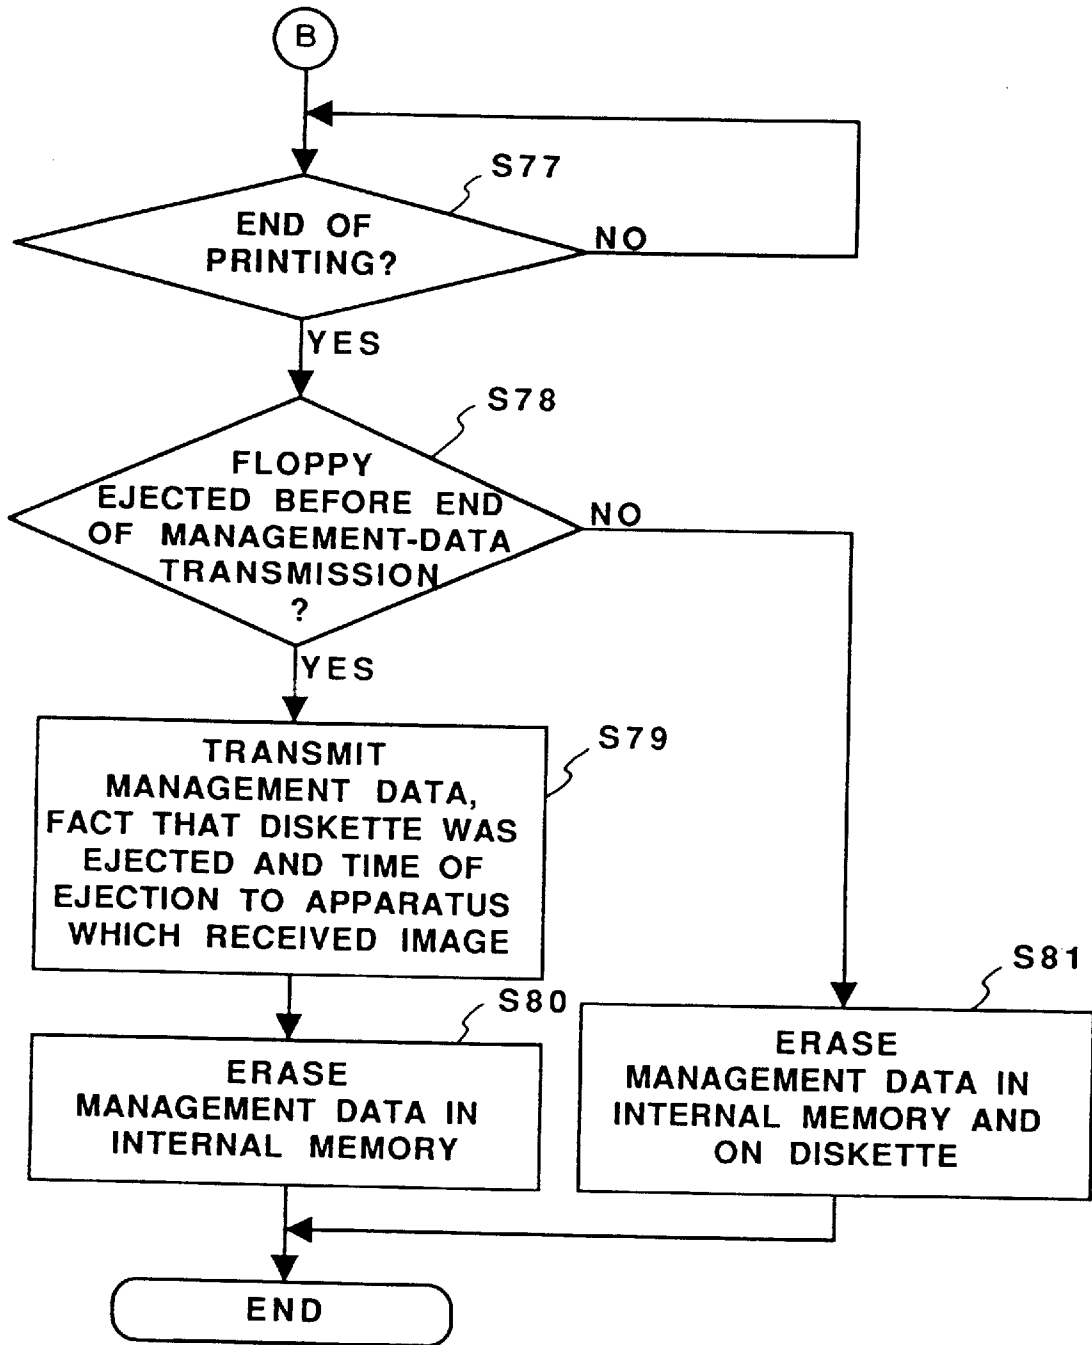 B
S77
END OF
PRINTING?
NO
YES
S78
FLOPPY
EJECTED BEFORE END
OF MANAGEMENT-DATA
TRANSMISSION
?
NO
YES
S79
TRANSMIT
MANAGEMENT DATA,
FACT THAT DISKETTE WAS
EJECTED AND TIME OF
EJECTION TO APPARATUS
WHICH RECEIVED IMAGE
S80
ERASE
MANAGEMENT DATA IN
INTERNAL MEMORY
S81
ERASE
MANAGEMENT DATA IN
INTERNAL MEMORY AND
ON DISKETTE
END